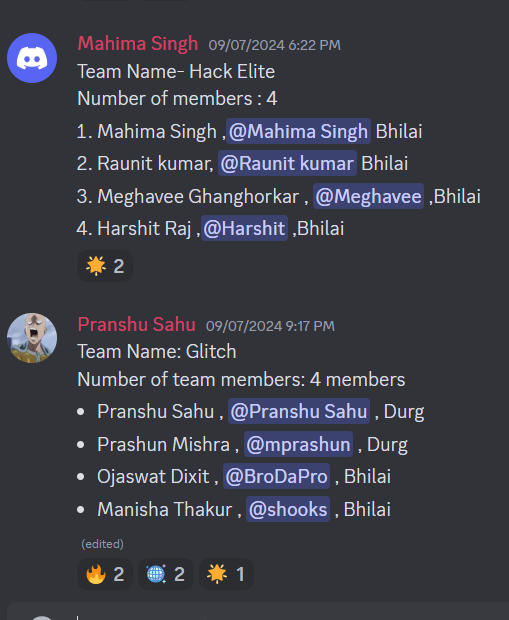 Mahima Singh 09/07/2024 6:22 PM
Team Name- Hack Elite
Number of members : 4
1. Mahima Singh ,@Mahima Singh Bhilai
2. Raunit kumar, @Raunit kumar Bhilai
3. Meghavee Ghanghorkar , @Meghavee ,Bhilai
4. Harshit Raj ,@Harshit ,Bhilai
2
Pranshu Sahu 09/07/2024 9:17 PM
Team Name: Glitch
Number of team members: 4 members
• Pranshu Sahu , @Pranshu Sahu , Durg
• Prashun Mishra , @mprashun , Durg
• Ojaswat Dixit , @BroDaPro , Bhilai
• Manisha Thakur , @shooks , Bhilai
(edited)
2 2 1